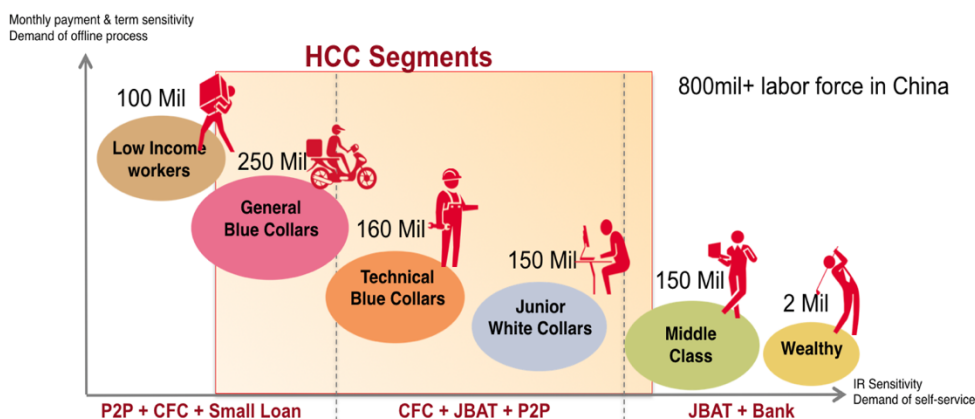 Monthly payment & term sensitivity
Demand of offline process
HCC Segments
800mil+ labor force in China
100 Mil
Low Income
workers
250 Mil
General
Blue Collars
160 Mil
Technical
Blue Collars
150 Mil
Junior
White Collars
150 Mil
Middle
Class
2 Mil
Wealthy
IR Sensitivity
Demand of self-service
P2P + CFC + Small Loan
CFC + JBAT + P2P
JBAT + Bank